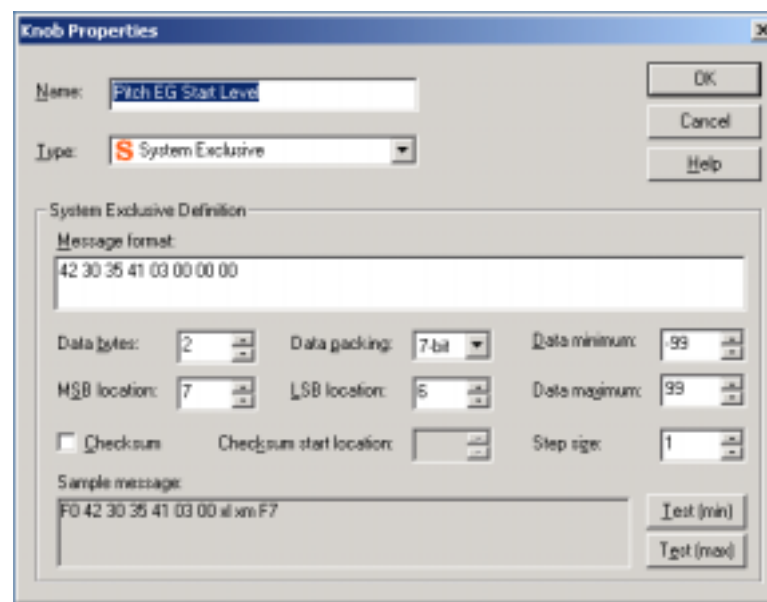 Knob Properties
Name: Pitch EG Start Level
OK
Cancel
Type: S System Exclusive
Help
System Exclusive Definition
Message format:
42 30 35 41 03 00 00 00
Data bytes: 2 Data packing: 7-bit Data minimum: -99
MSB location: 7 LSB location: 6 Data maximum: 99
Checksum Checksum start location: Step size: 1
Sample message:
F0 42 30 35 41 03 00 xl xm F7
Test (min)
Test (max)